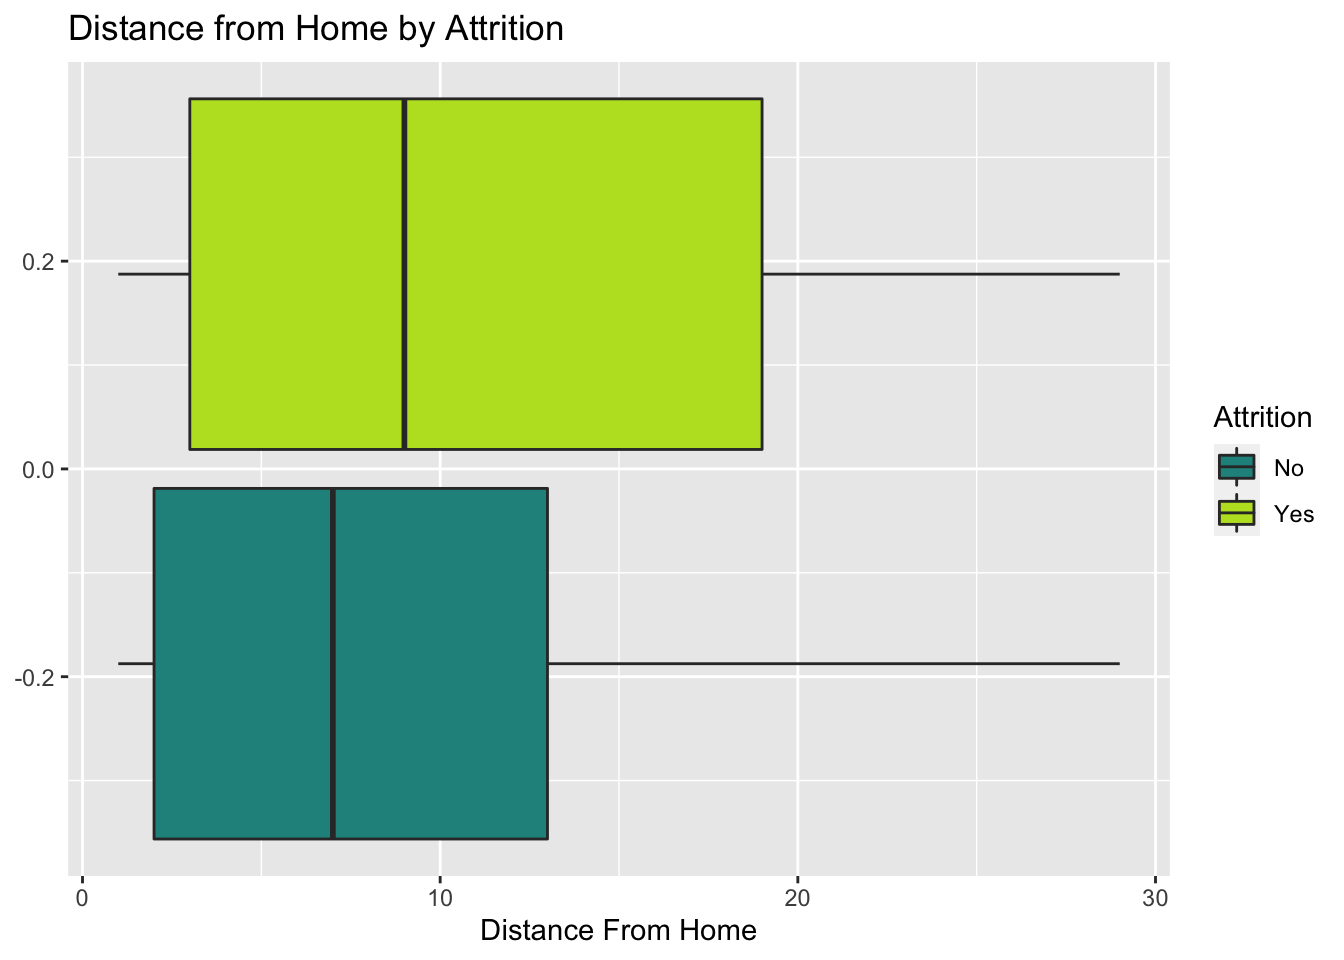 Distance from Home by Attrition
0.2
0.0
-0.2
0
10
20
30
Distance From Home
Attrition
No
Yes